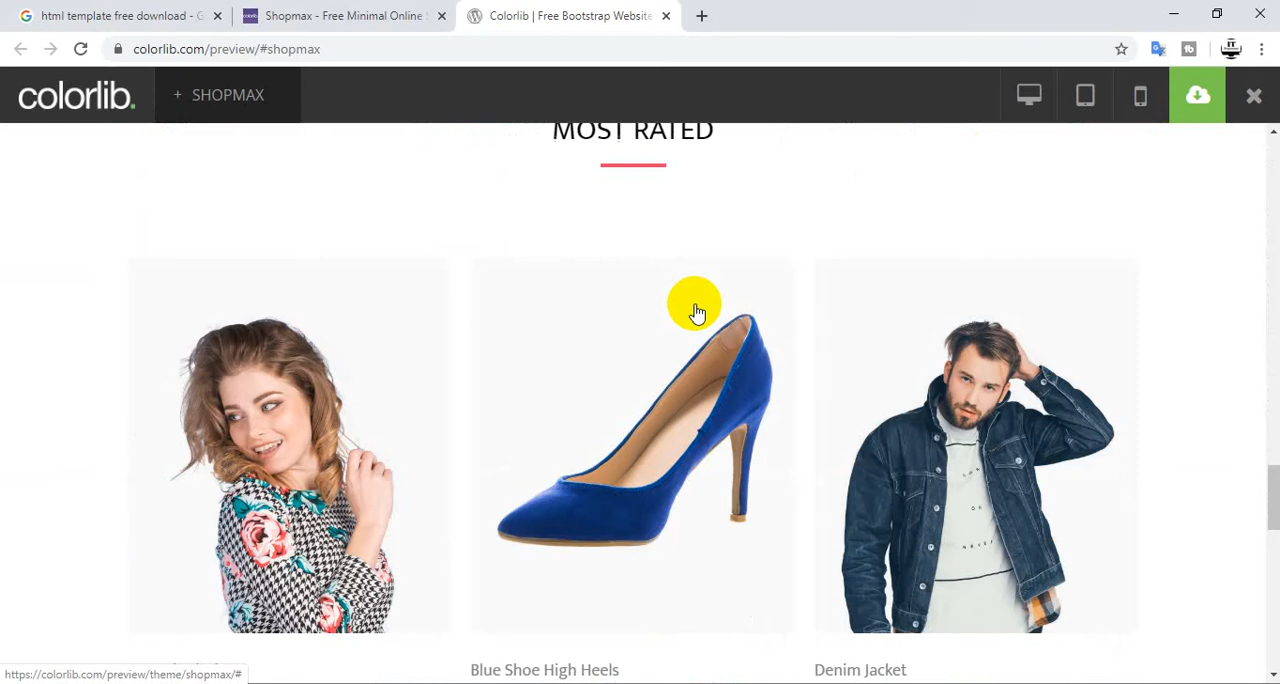 html template free download - G
Shopmax - Free Minimal Online S
Colorlib | Free Bootstrap Website
colorlib.com/preview/#shopmax
colorlib.
+ SHOPMAX
MOST RATED
Blue Shoe High Heels
Denim Jacket
https://colorlib.com/preview/theme/shopmax/#